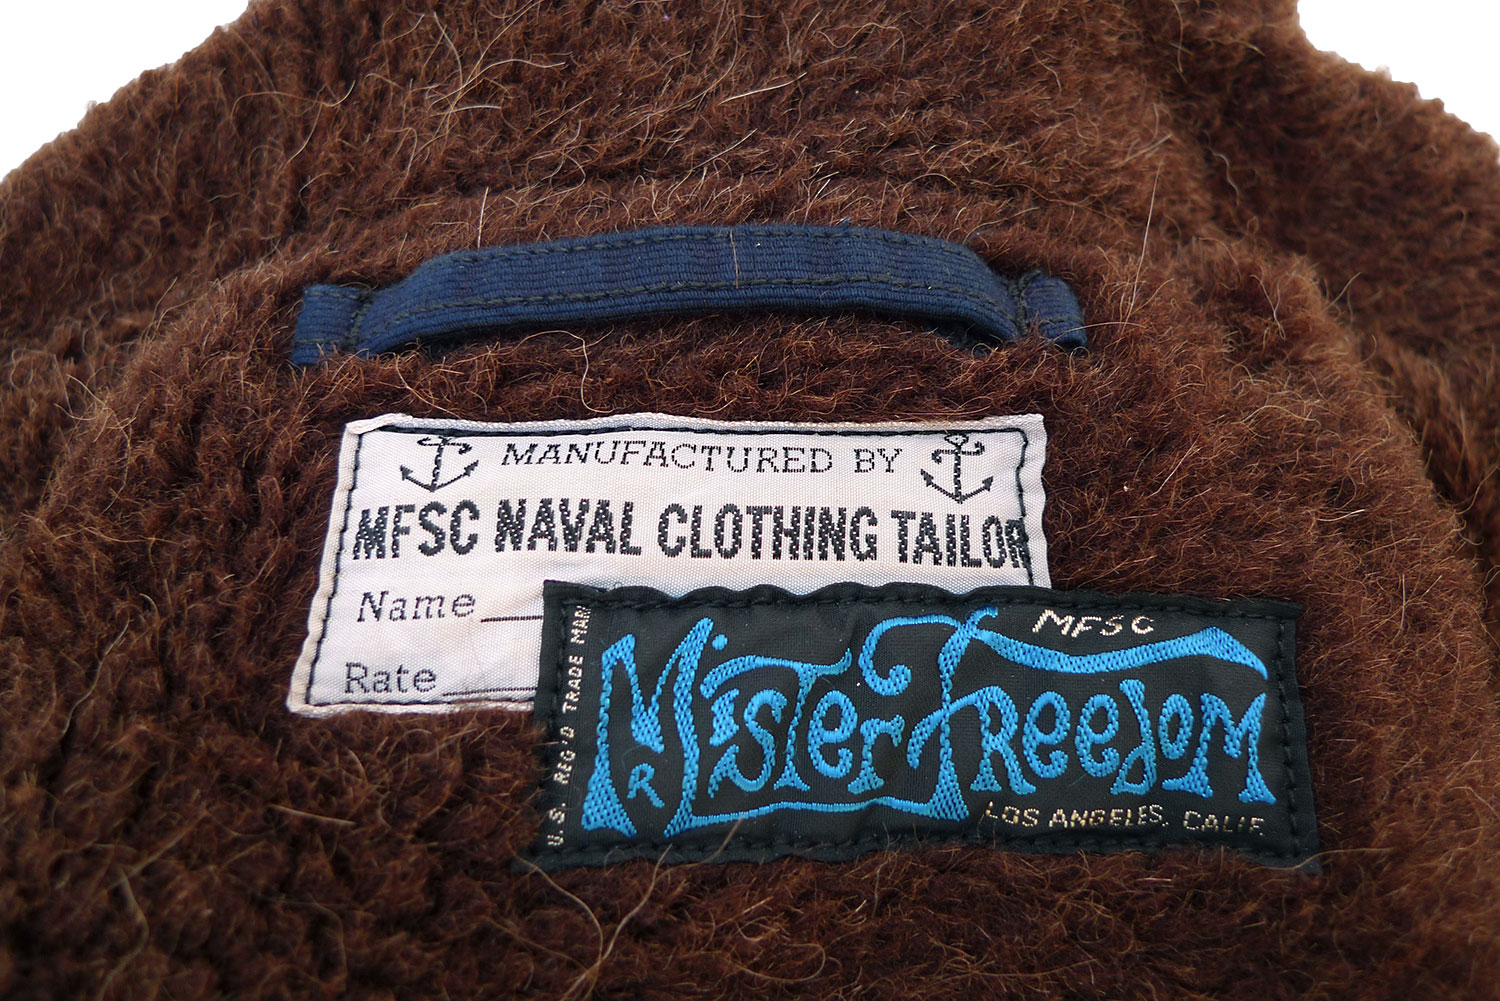 MANUFACTURED BY
MFSC NAVAL CLOTHING TAILOR
Name
Rate
U.S. REG'D TRADE MARK
MFSC
MISTER FREEDOM
R
LOS ANGELES, CALIF.